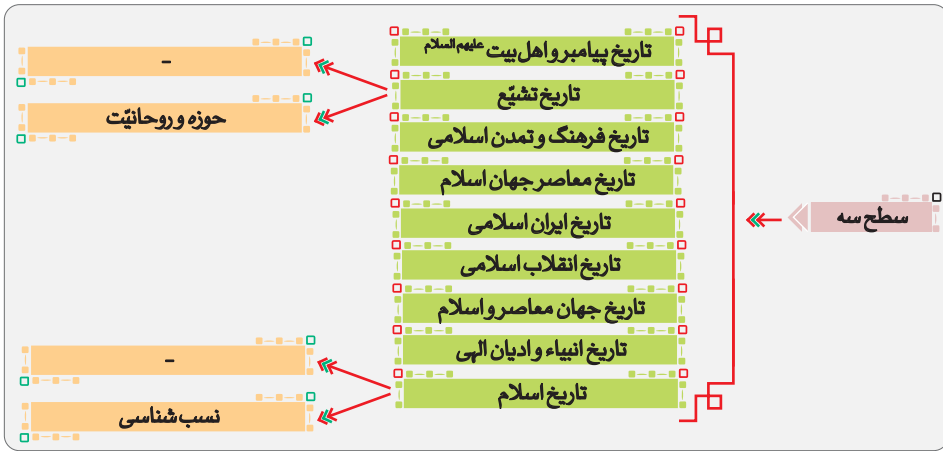 سطح سه
تاریخ پیامبر و اهل بیت علیهم السلام
تاریخ تشیّع
تاریخ فرهنگ و تمدن اسلامی
تاریخ معاصر جهان اسلام
تاریخ ایران اسلامی
تاریخ انقلاب اسلامی
تاریخ جهان معاصر و اسلام
تاریخ انبیاء و ادیان الهی
تاریخ اسلام
-
حوزه و روحانیّت
-
نسب شناسی